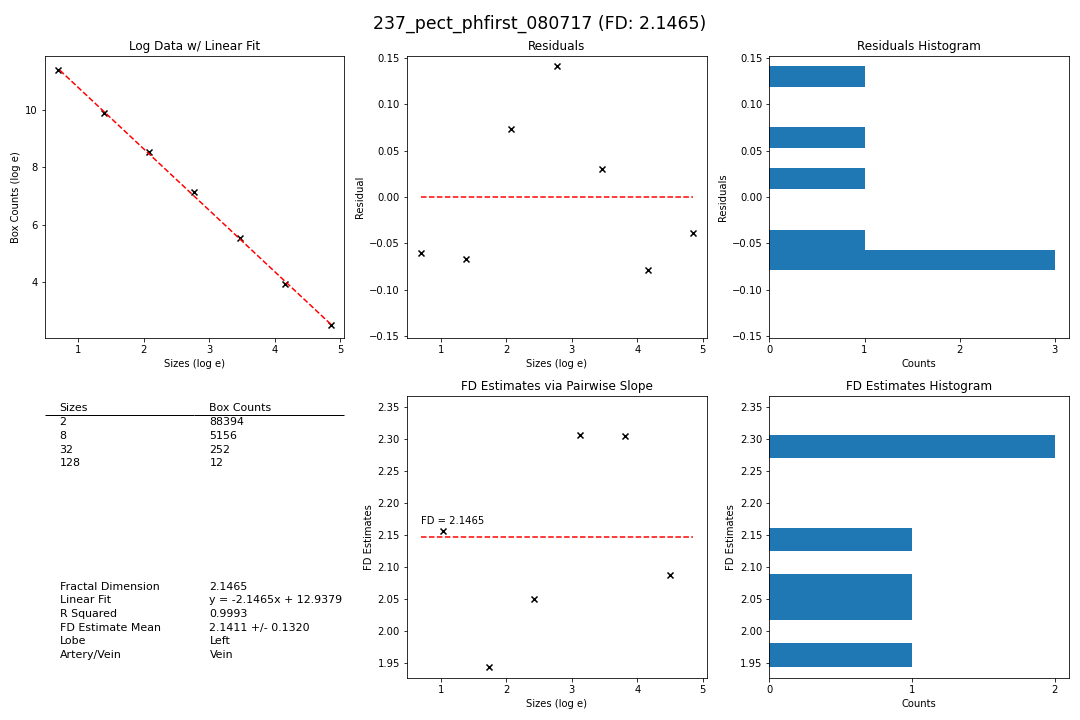 237_pect_phfirst_080717 (FD: 2.1465)
Log Data w/ Linear Fit
Box Counts (log e)
10
8
6
4
1 2 3 4 5
Sizes (log e)
Residuals
Residual
0.15
0.10
0.05
0.00
−0.05
−0.10
−0.15
1 2 3 4 5
Sizes (log e)
Residuals Histogram
Residuals
0.15
0.10
0.05
0.00
−0.05
−0.10
−0.15
0 1 2 3
Counts
Sizes Box Counts
2 88394
8 5156
32 252
128 12
Fractal Dimension 2.1465
Linear Fit y = -2.1465x + 12.9379
R Squared 0.9993
FD Estimate Mean 2.1411 +/- 0.1320
Lobe Left
Artery/Vein Vein
FD Estimates via Pairwise Slope
FD Estimates
2.35
2.30
2.25
2.20
2.15
2.10
2.05
2.00
1.95
FD = 2.1465
1 2 3 4 5
Sizes (log e)
FD Estimates Histogram
FD Estimates
2.35
2.30
2.25
2.20
2.15
2.10
2.05
2.00
1.95
0 1 2
Counts